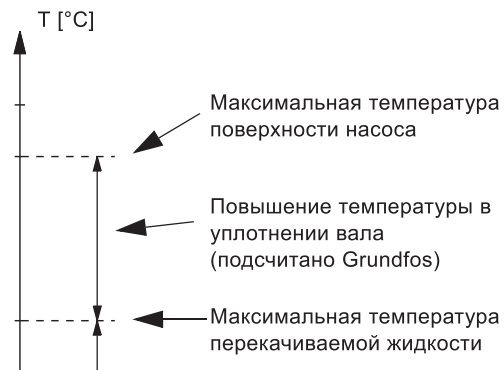 T [°C]
Максимальная температура
поверхности насоса
Повышение температуры в
уплотнении вала
(подсчитано Grundfos)
Максимальная температура
перекачиваемой жидкости